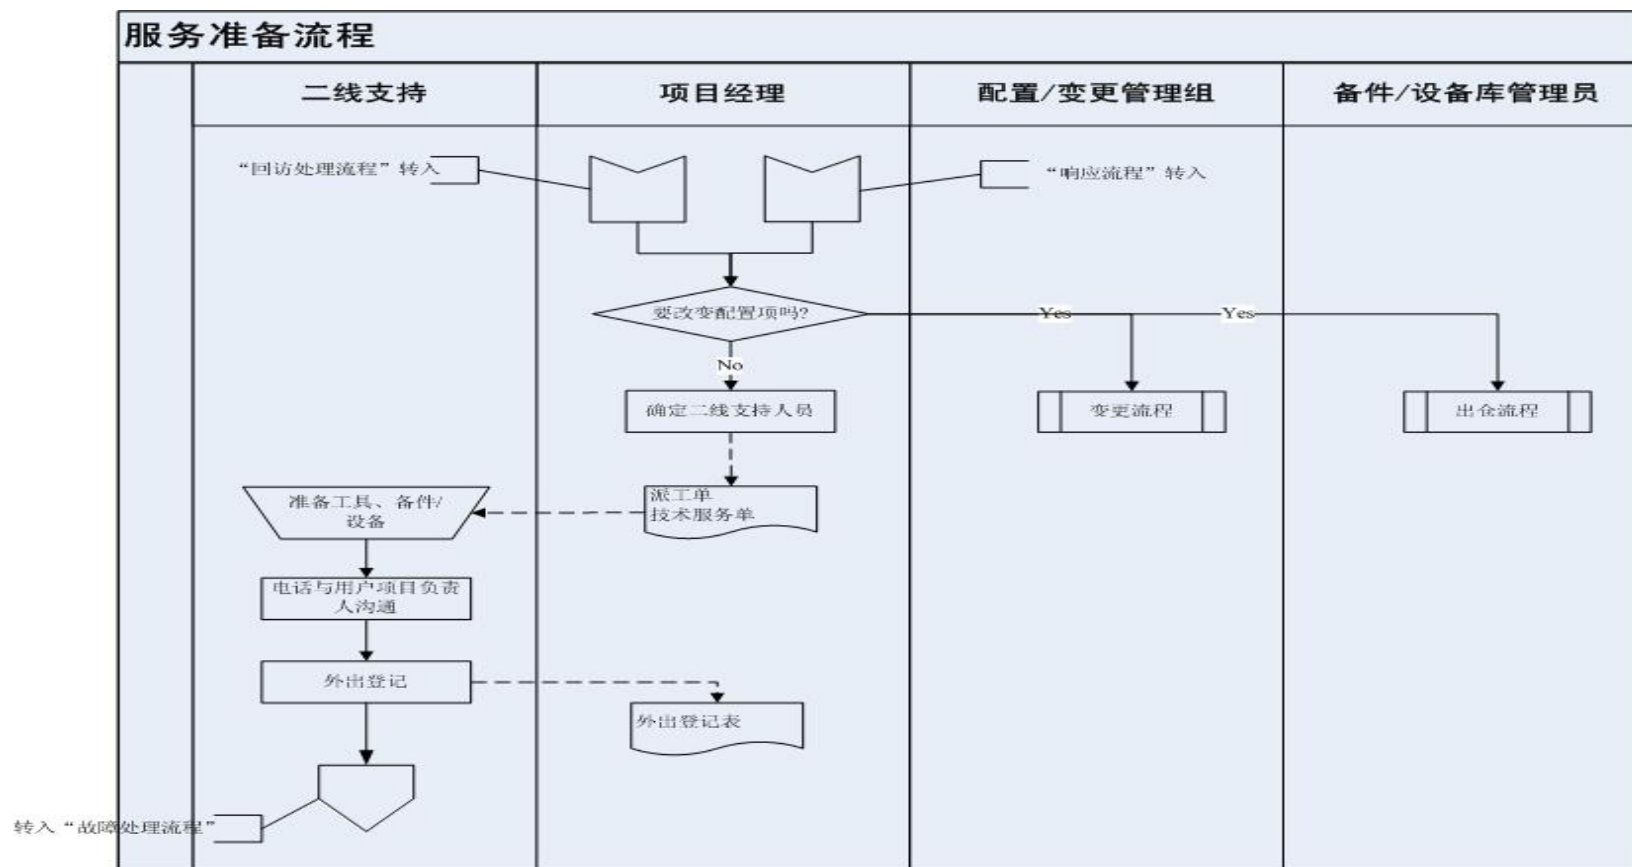 服务准备流程
二线支持
项目经理
配置/变更管理组
备件/设备库管理员
“回访处理流程”转入
“响应流程”转入
要改变配置项吗?
Yes
Yes
No
确定二线支持人员
变更流程
出仓流程
派工单
技术服务单
准备工具、备件/
设备
电话与用户项目负责
人沟通
外出登记
外出登记表
转入“故障处理流程”